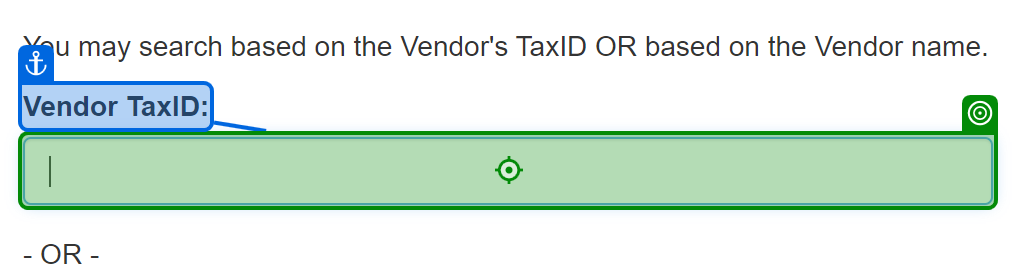 You may search based on the Vendor's TaxID OR based on the Vendor name.
Vendor TaxID:
- OR -